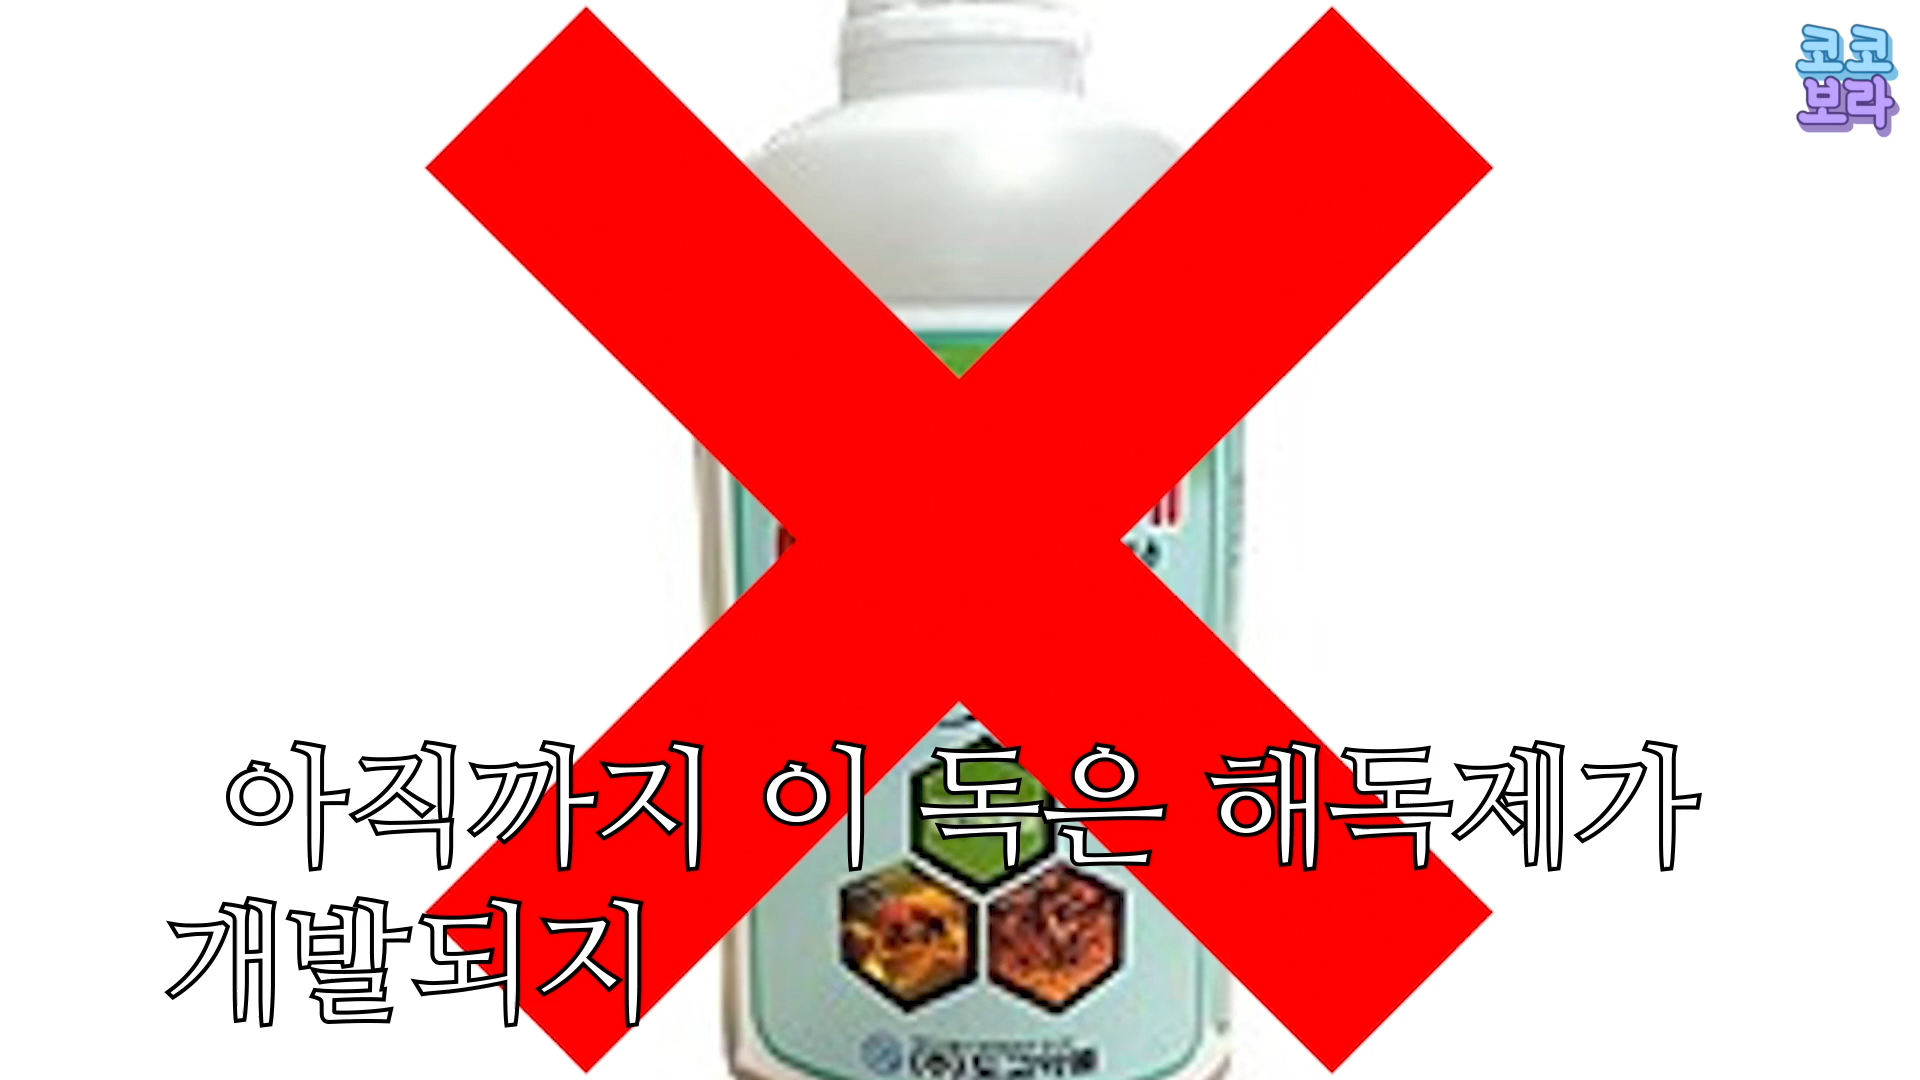 코코
보라
아직까지 이 독은 해독제가
개발되지